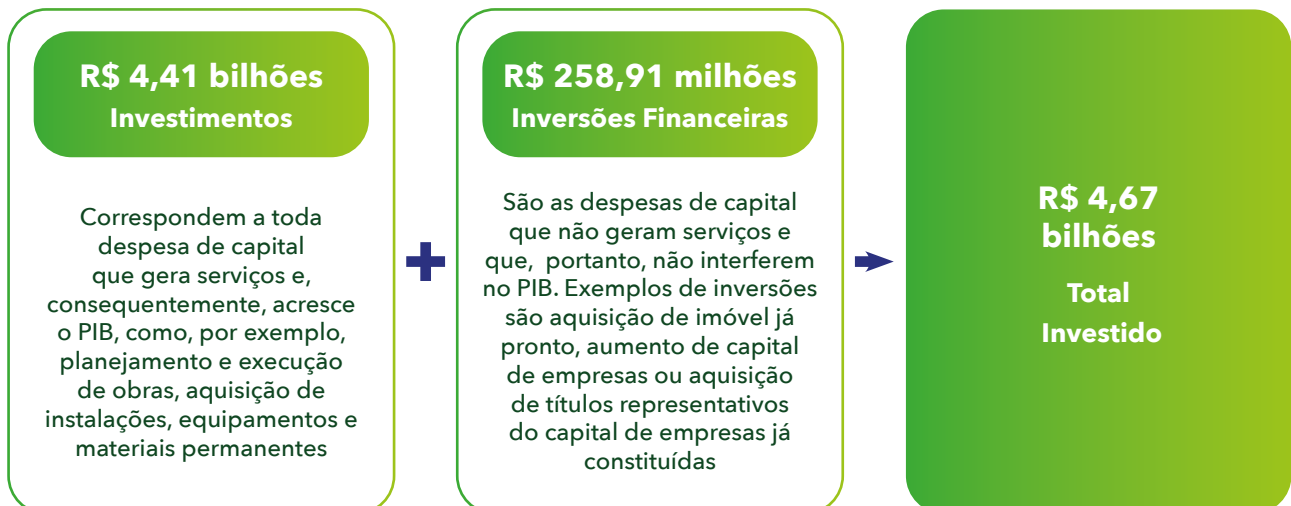 R$ 4,41 bilhões
Investimentos
Correspondem a toda
despesa de capital
que gera serviços e,
consequentemente, acresce
o PIB, como, por exemplo,
planejamento e execução
de obras, aquisição de
instalações, equipamentos e
materiais permanentes
R$ 258,91 milhões
Inversões Financeiras
São as despesas de capital
que não geram serviços e
que, portanto, não interferem
no PIB. Exemplos de inversões
são aquisição de imóvel já
pronto, aumento de capital
de empresas ou aquisição
de títulos representativos
do capital de empresas já
constituídas
R$ 4,67
bilhões
Total
Investido